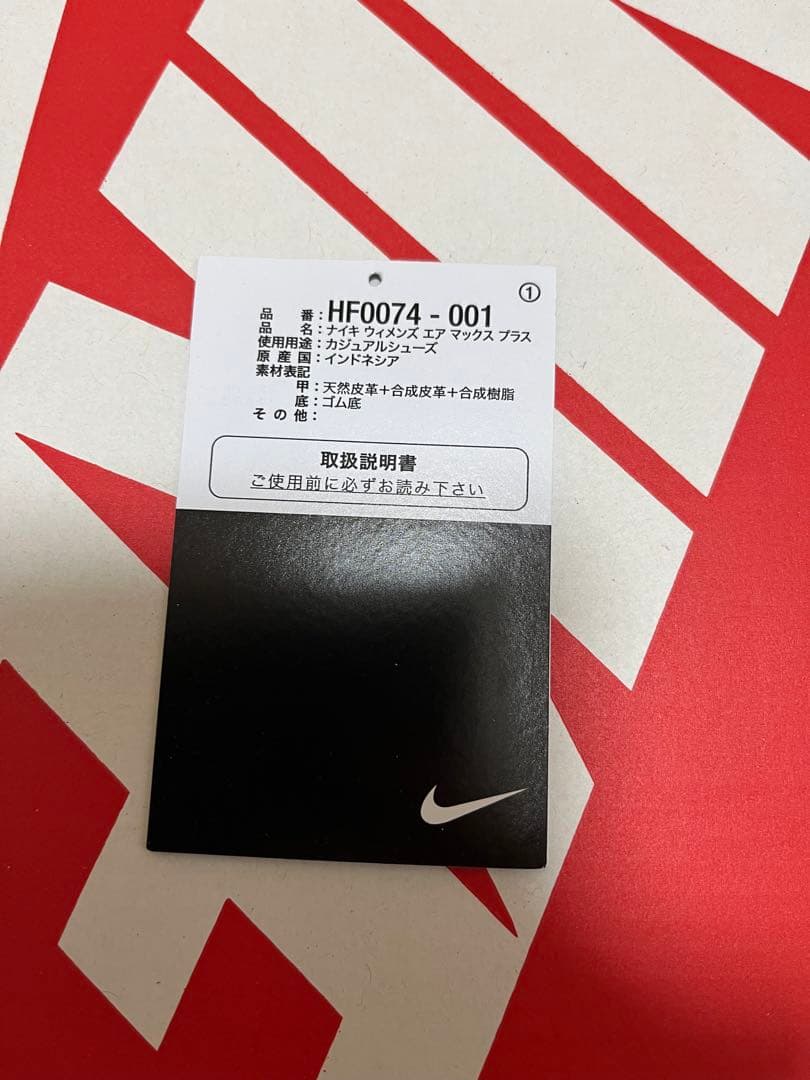 ①
品番：HF0074 - 001
品名：ナイキ ウィメンズ エア マックス プラス
使用用途：カジュアルシューズ
原産国：インドネシア
素材表記
甲：天然皮革＋合成皮革＋合成樹脂
底：ゴム底
その他：
取扱説明書
ご使用前に必ずお読み下さい